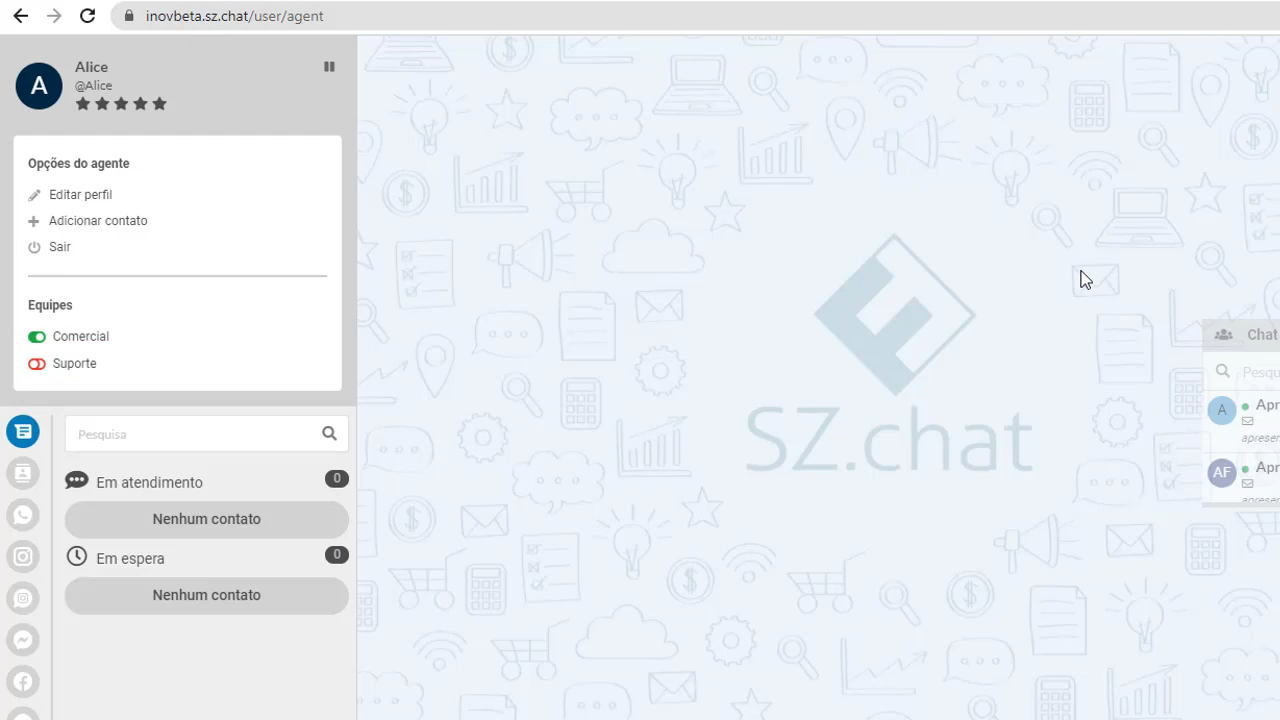 inovbeta.sz.chat/user/agent
A
Alice
@Alice
Opções do agente
Editar perfil
Adicionar contato
Sair
Equipes
Comercial
Suporte
Pesquisa
Em atendimento 0
Nenhum contato
Em espera 0
Nenhum contato
SZ.chat
Chat
Pesqu
A Apr
apresen
AF Apr
apresen